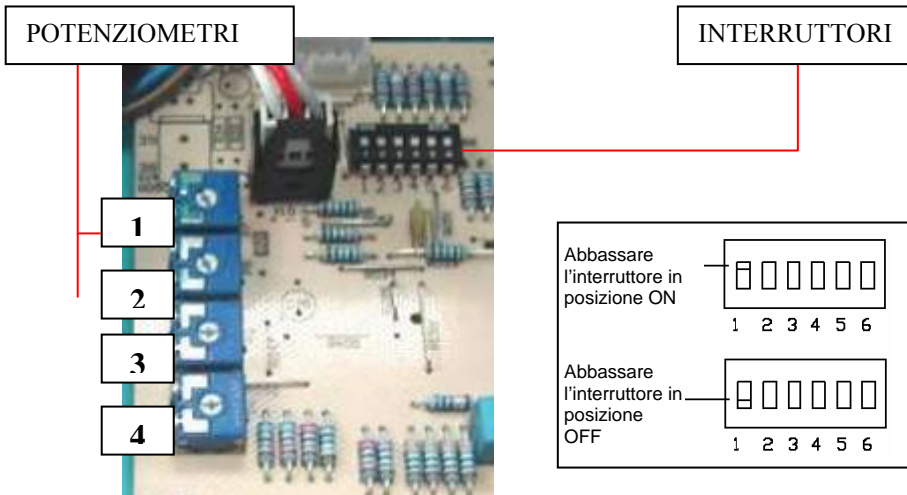 POTENZIOMETRI
INTERRUTTORI
1
2
3
4
Abbassare
l'interruttore in
posizione ON
1 2 3 4 5 6
Abbassare
l'interruttore in
posizione
OFF
1 2 3 4 5 6